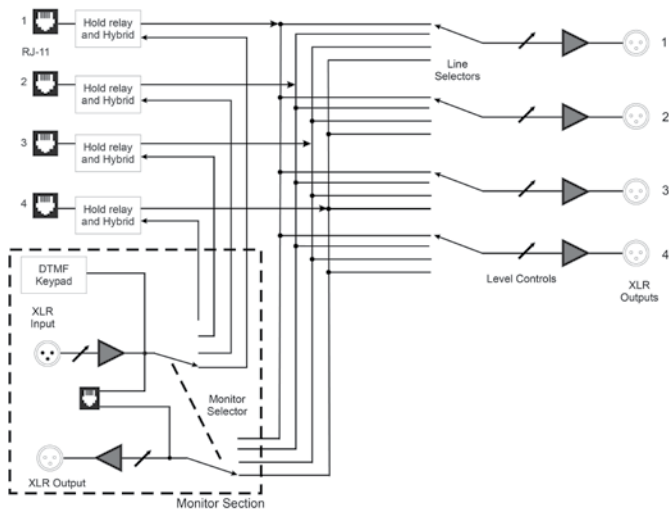 1
RJ-11
Hold relay
and Hybrid
2
Hold relay
and Hybrid
3
Hold relay
and Hybrid
4
Hold relay
and Hybrid
Line
Selectors
1
2
3
4
Level Controls
XLR
Outputs
DTMF
Keypad
XLR
Input
Monitor
Selector
XLR Output
Monitor Section